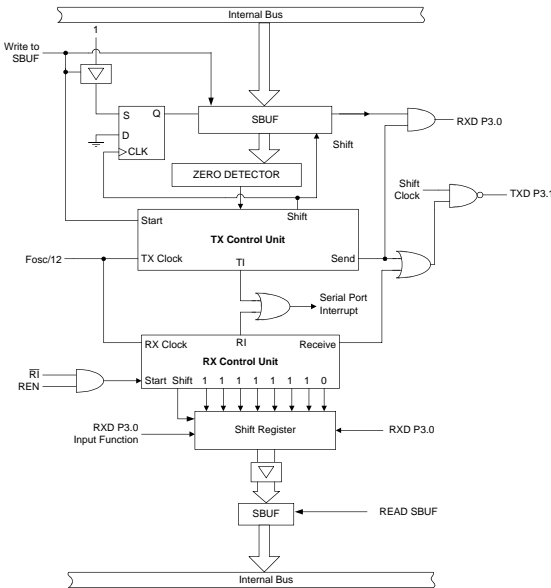 Internal Bus
1
Write to
SBUF
S Q
D
CLK
SBUF
RXD P3.0
Shift
ZERO DETECTOR
Shift
Clock
TXD P3.1
Start
Shift
TX Control Unit
Fosc/12
TX Clock
Send
TI
Serial Port
Interrupt
RI
RX Clock
Receive
RX Control Unit
RI
REN
Start Shift 1 1 1 1 1 1 1 0
RXD P3.0
Input Function
Shift Register
RXD P3.0
SBUF
READ SBUF
Internal Bus